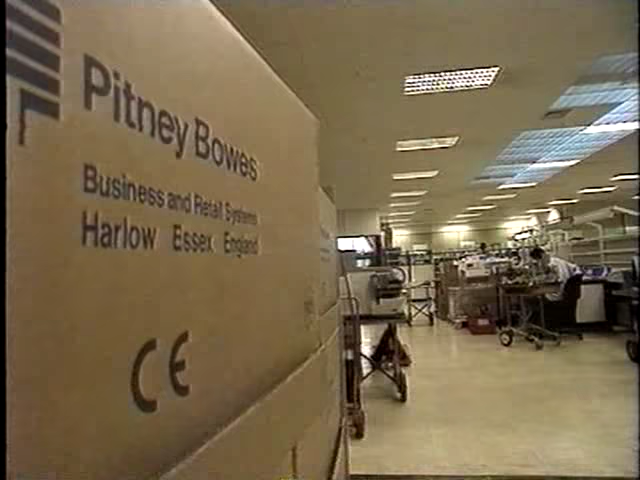 Pitney Bowes
Business and Retail Systems
Harlow Essex England
CE